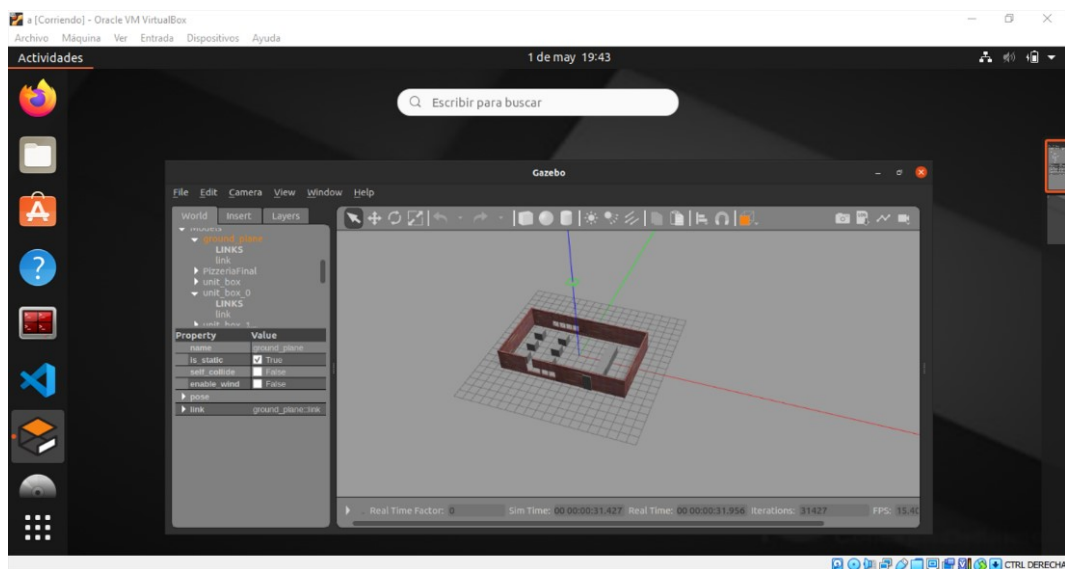 a [Corriendo] - Oracle VM VirtualBox
Archivo Máquina Ver Entrada Dispositivos Ayuda
Actividades
1 de may 19:43
Escribir para buscar
Gazebo
File Edit Camera View Window Help
World Insert Layers
Models
ground_plane
LINKS
link
PizzeriaFinal
unit_box
unit_box_0
LINKS
link
unit_box_1
Property Value
name ground_plane
is_static True
self_collide False
enable_wind False
pose
link ground_plane::link
Real Time Factor: 0 Sim Time: 00 00:00:31.427 Real Time: 00 00:00:31.956 Iterations: 31427 FPS: 15.40
CTRL DERECHA